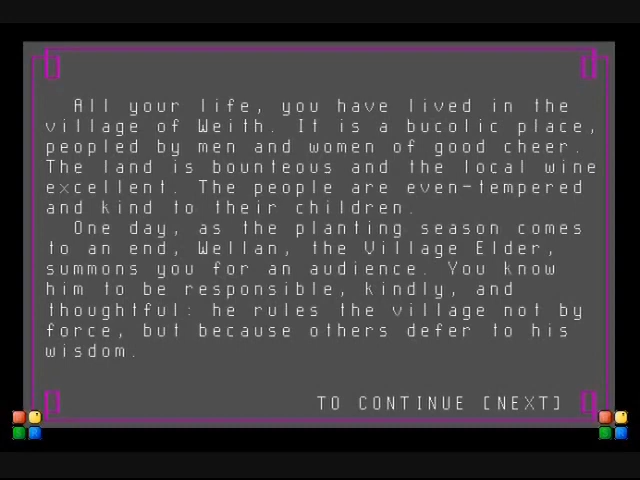 All your life, you have lived in the
village of Weith. It is a bucolic place,
peopled by men and women of good cheer.
The land is bounteous and the local wine
excellent. The people are even-tempered
and kind to their children.
One day, as the planting season comes
to an end, Wellan, the Village Elder,
summons you for an audience. You know
him to be responsible, kindly, and
thoughtful: he rules the village not by
force, but because others defer to his
wisdom.
TO CONTINUE [NEXT]